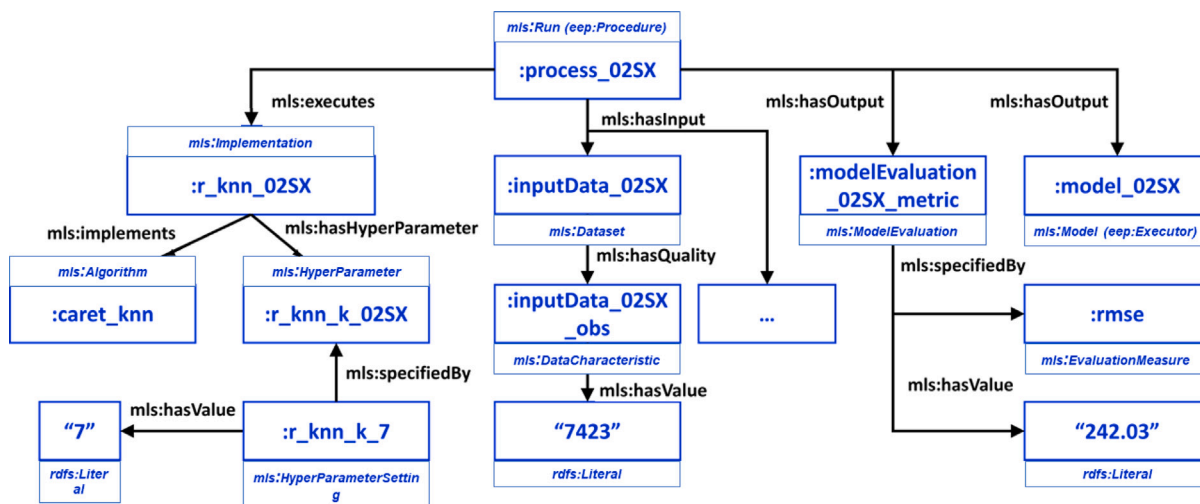 mls:Run (eep:Procedure)
:process_02SX
mls:executes
mls:hasInput
mls:hasOutput
mls:hasOutput
mls:Implementation
:r_knn_02SX
:inputData_02SX
mls:Dataset
:modelEvaluation
_02SX_metric
mls:ModelEvaluation
:model_02SX
mls:Model (eep:Executor)
mls:implements
mls:hasHyperParameter
mls:hasQuality
mls:specifiedBy
mls:Algorithm
:caret_knn
mls:HyperParameter
:r_knn_k_02SX
:inputData_02SX
_obs
mls:DataCharacteristic
...
:rmse
mls:EvaluationMeasure
mls:specifiedBy
mls:hasValue
mls:hasValue
mls:hasValue
“7”
rdfs:Liter
al
:r_knn_k_7
mls:HyperParameterSettin
g
“7423”
rdfs:Literal
“242.03”
rdfs:Literal